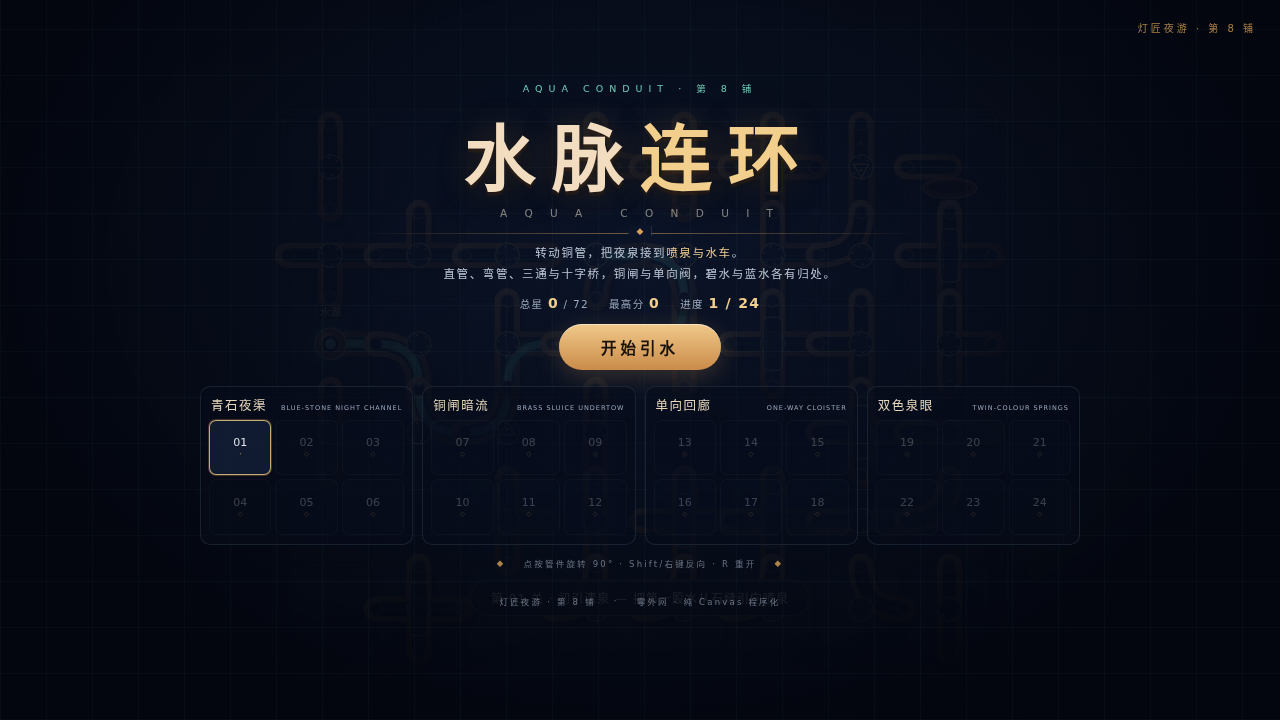 灯匠夜游 · 第 8 铺
AQUA CONDUIT · 第 8 铺
水脉连环
AQUA CONDUIT
转动铜管，把夜泉接到喷泉与水车。
直管、弯管、三通与十字桥，铜闸与单向阀，碧水与蓝水各有归处。
总星 0 / 72 最高分 0 进度 1 / 24
水源
开始引水
青石夜渠 BLUE-STONE NIGHT CHANNEL
01 02 03
04 05 06
铜闸暗流 BRASS SLUICE UNDERTOW
07 08 09
10 11 12
单向回廊 ONE-WAY CLOISTER
13 14 15
16 17 18
双色泉眼 TWIN-COLOUR SPRINGS
19 20 21
22 23 24
点按管件旋转 90° · Shift/右键反向 · R 重开
灯匠夜游 · 第 8 铺 · 零外网 · 纯 Canvas 程序化